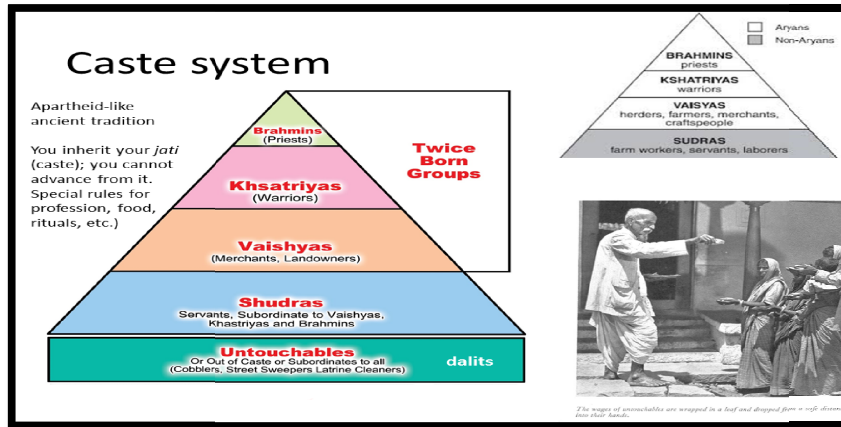 Caste system
Apartheid-like
ancient tradition
You inherit your jati
(caste); you cannot
advance from it.
Special rules for
profession, food,
rituals, etc.)
Brahmins
(Priests)
Khsatriyas
(Warriors)
Vaishyas
(Merchants, Landowners)
Shudras
Servants, Subordinate to Vaishyas,
Khastriyas and Brahmins
Untouchables
Or Out of Caste or Subordinates to all
(Cobblers, Street Sweepers Latrine Cleaners)
dalits
Twice
Born
Groups
Aryans
Non-Aryans
BRAHMINS
priests
KSHATRIYAS
warriors
VAISYAS
herders, farmers, merchants,
craftspeople
SUDRAS
farm workers, servants, laborers
The wages of untouchables are wrapped in a leaf and dropped from a safe distan
into their hands.